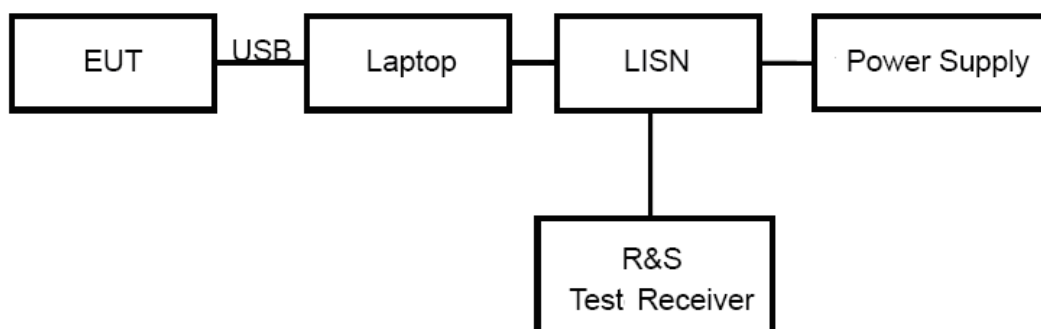 EUT
USB
Laptop
LISN
Power Supply
R&S
Test Receiver